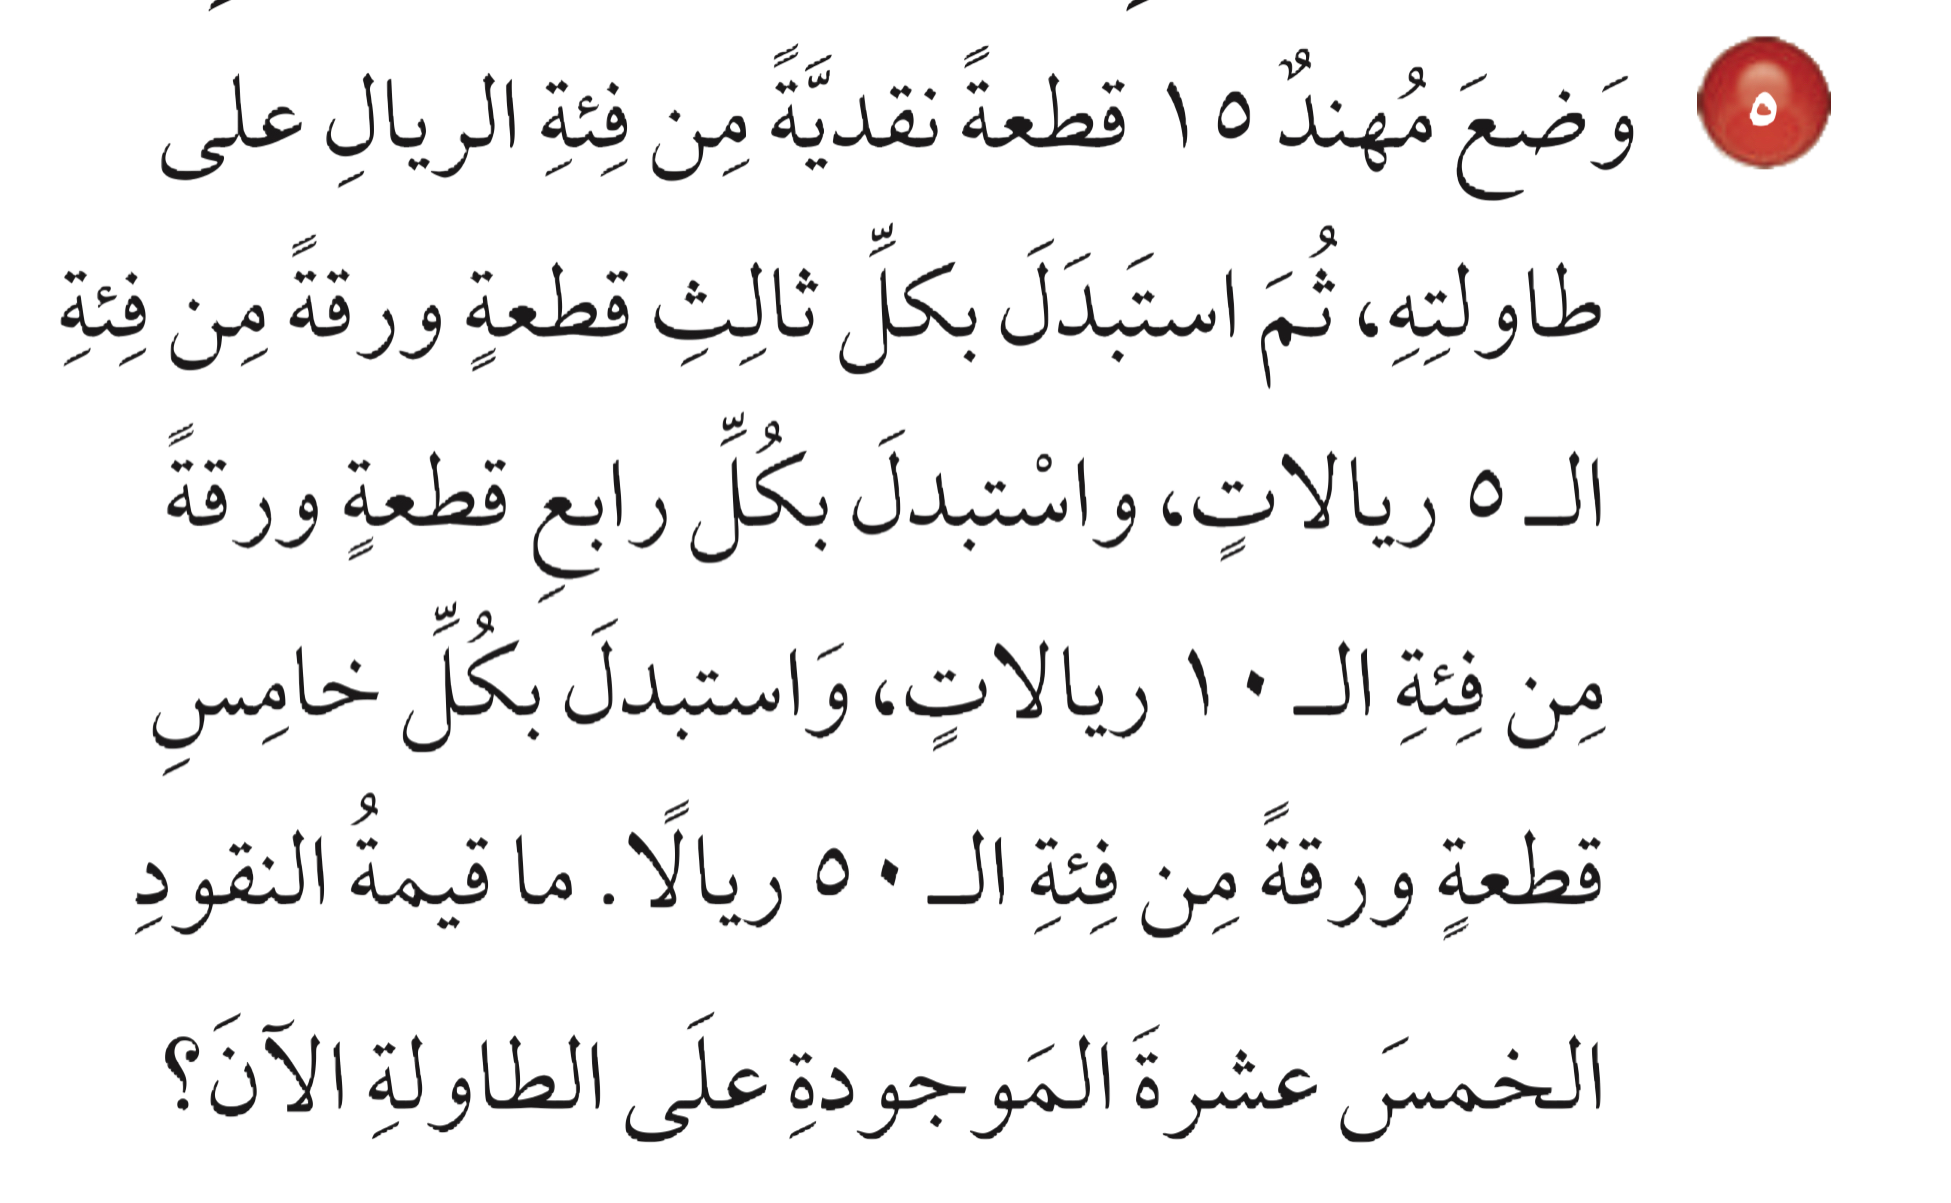 ٥ وَضعَ مُهندٌ ١٥ قطعةً نقديَّةً مِن فِئةِ الريالِ على
طاولتِهِ، ثُمَ استَبدَلَ بكلِّ ثالِثِ قطعةٍ ورقةً مِن فِئةِ
الـ ٥ ريالاتٍ، واسْتبدلَ بكُلِّ رابعِ قطعةٍ ورقةً
مِن فِئةِ الـ ١٠ ريالاتٍ، وَاستبدلَ بكُلِّ خامِسِ
قطعةٍ ورقةً مِن فِئةِ الـ ٥٠ ريالًا. ما قيمةُ النقودِ
الخمسَ عشرةَ المَوجودةِ علَى الطاولةِ الآنَ؟